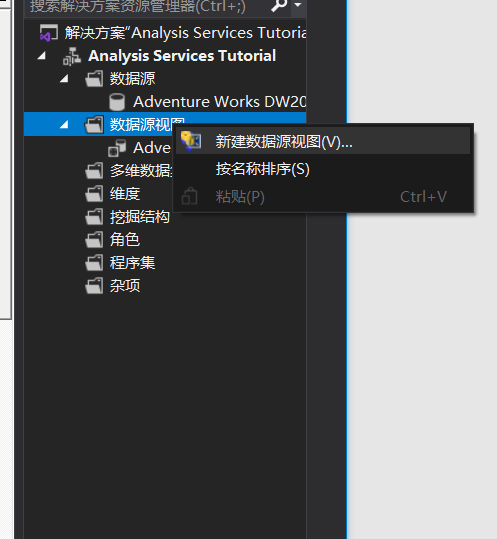 搜索解决方案资源管理器(Ctrl+;)
解决方案"Analysis Services Tutoria
Analysis Services Tutorial
数据源
Adventure Works DW20
数据源视图
新建数据源视图(V)...
Adve
按名称排序(S)
多维数据集
粘贴(P) Ctrl+V
维度
挖掘结构
角色
程序集
杂项